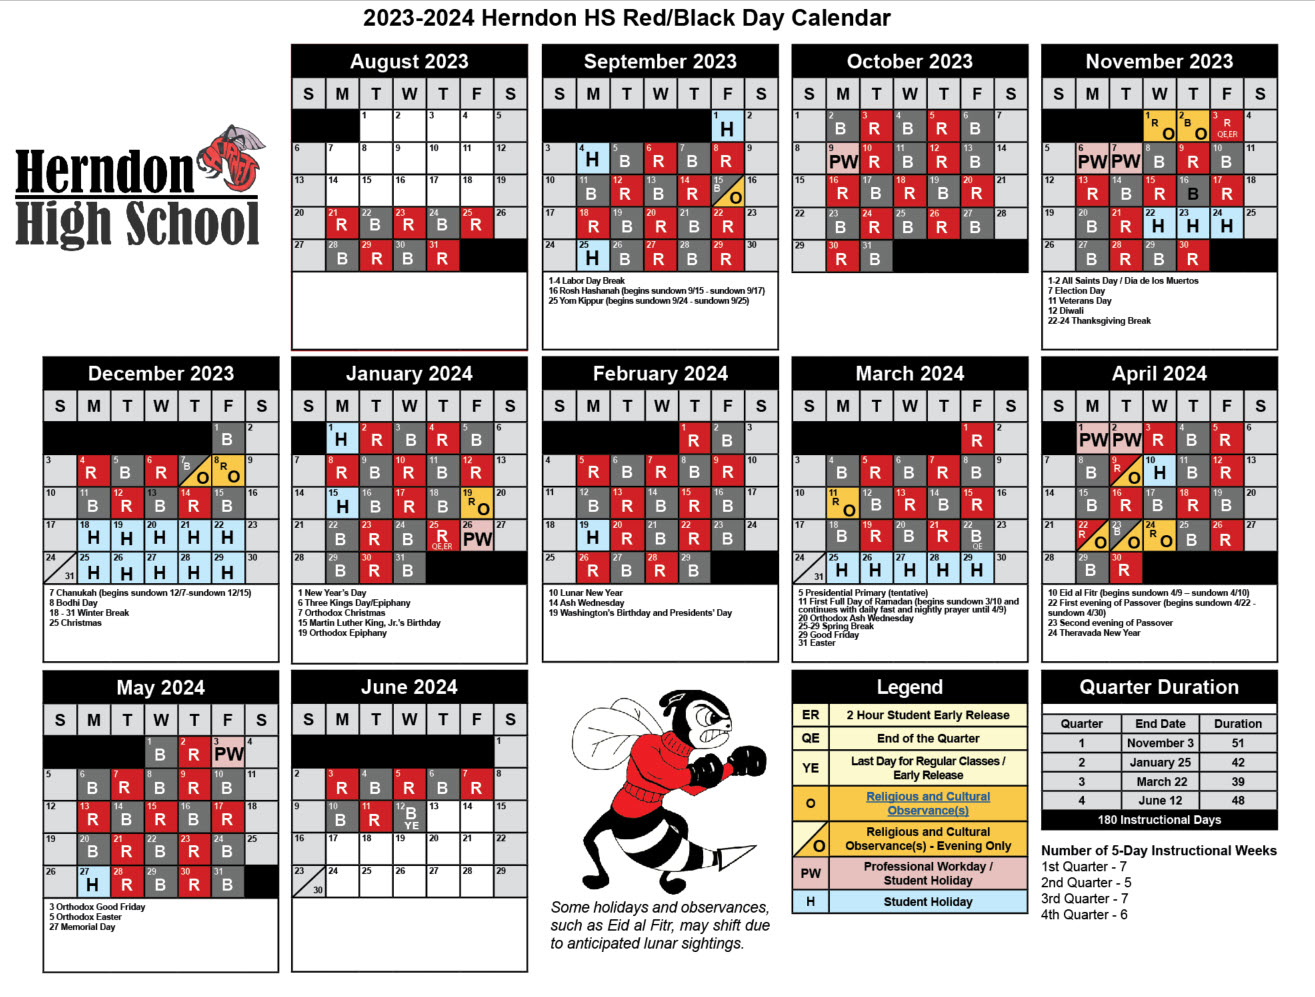 2023-2024 Herndon HS Red/Black Day Calendar
Herndon
High School
August 2023
S M T W T F S
1 2 3 4 5
6 7 8 9 10 11 12
13 14 15 16 17 18 19
20 21 R 22 B 23 R 24 B 25 R 26
27 28 B 29 R 30 B 31 R
September 2023
S M T W T F S
1 H 2
3 4 H 5 B 6 R 7 B 8 R 9
10 11 B 12 R 13 B 14 R 15 B O 16
17 18 R 19 B 20 R 21 B 22 R 23
24 25 H 26 B 27 R 28 B 29 R 30
1-4 Labor Day Break
16 Rosh Hashanah (begins sundown 9/15 - sundown 9/17)
25 Yom Kippur (begins sundown 9/24 - sundown 9/25)
October 2023
S M T W T F S
1 2 B 3 R 4 B 5 R 6 B 7
8 9 PW 10 R 11 B 12 R 13 B 14
15 16 R 17 B 18 R 19 B 20 R 21
22 23 B 24 R 25 B 26 R 27 B 28
29 30 R 31 B
November 2023
S M T W T F S
1 R O 2 B O 3 R QE,ER 4
5 6 PW 7 PW 8 B 9 R 10 B 11
12 13 R 14 B 15 R 16 B 17 R 18
19 20 B 21 R 22 H 23 H 24 H 25
26 27 B 28 R 29 B 30 R
1-2 All Saints Day / Dia de los Muertos
7 Election Day
11 Veterans Day
12 Diwali
22-24 Thanksgiving Break
December 2023
S M T W T F S
1 B 2
3 4 R 5 B 6 R 7 B O 8 R O 9
10 11 B 12 R 13 B 14 R 15 B 16
17 18 H 19 H 20 H 21 H 22 H 23
24 31 25 H 26 H 27 H 28 H 29 H 30
7 Chanukah (begins sundown 12/7-sundown 12/15)
8 Bodhi Day
18 - 31 Winter Break
25 Christmas
January 2024
S M T W T F S
1 H 2 R 3 B 4 R 5 B 6
7 8 R 9 B 10 R 11 B 12 R 13
14 15 H 16 B 17 R 18 B 19 R O 20
21 22 B 23 R 24 B 25 R QE,ER 26 PW 27
28 29 B 30 R 31 B
1 New Year's Day
6 Three Kings Day/Epiphany
7 Orthodox Christmas
15 Martin Luther King, Jr.'s Birthday
19 Orthodox Epiphany
February 2024
S M T W T F S
1 R 2 B 3
4 5 R 6 B 7 R 8 B 9 R 10
11 12 B 13 R 14 B 15 R 16 B 17
18 19 H 20 R 21 B 22 R 23 B 24
25 26 R 27 B 28 R 29 B
10 Lunar New Year
14 Ash Wednesday
19 Washington's Birthday and Presidents' Day
March 2024
S M T W T F S
1 R 2
3 4 B 5 R 6 B 7 R 8 B 9
10 11 R O 12 B 13 R 14 B 15 R 16
17 18 B 19 R 20 B 21 R 22 B QE 23
24 31 25 H 26 H 27 H 28 H 29 H 30
5 Presidential Primary (tentative)
11 First Full Day of Ramadan (begins sundown 3/10 and
continues with daily fast and nightly prayer until 4/9)
20 Orthodox Ash Wednesday
25-29 Spring Break
29 Good Friday
31 Easter
April 2024
S M T W T F S
1 PW 2 PW 3 R 4 B 5 R 6
7 8 B 9 R O 10 H 11 B 12 R 13
14 15 B 16 R 17 B 18 R 19 B 20
21 22 R O 23 B O 24 R O 25 B 26 R 27
28 29 B 30 R
10 Eid al Fitr (begins sundown 4/9 – sundown 4/10)
22 First evening of Passover (begins sundown 4/22 -
sundown 4/30)
23 Second evening of Passover
24 Theravada New Year
May 2024
S M T W T F S
1 B 2 R 3 PW 4
5 6 B 7 R 8 B 9 R 10 B 11
12 13 R 14 B 15 R 16 B 17 R 18
19 20 B 21 R 22 B 23 R 24 B 25
26 27 H 28 R 29 B 30 R 31 B
3 Orthodox Good Friday
5 Orthodox Easter
27 Memorial Day
June 2024
S M T W T F S
1
2 3 R 4 B 5 R 6 B 7 R 8
9 10 B 11 R 12 B YE 13 14 15
16 17 18 19 20 21 22
23 30 24 25 26 27 28 29
Some holidays and observances,
such as Eid al Fitr, may shift due
to anticipated lunar sightings.
Legend
ER 2 Hour Student Early Release
QE End of the Quarter
YE Last Day for Regular Classes /
Early Release
O Religious and Cultural
Observance(s)
O Religious and Cultural
Observance(s) - Evening Only
PW Professional Workday /
Student Holiday
H Student Holiday
Quarter Duration
Quarter End Date Duration
1 November 3 51
2 January 25 42
3 March 22 39
4 June 12 48
180 Instructional Days
Number of 5-Day Instructional Weeks
1st Quarter - 7
2nd Quarter - 5
3rd Quarter - 7
4th Quarter - 6